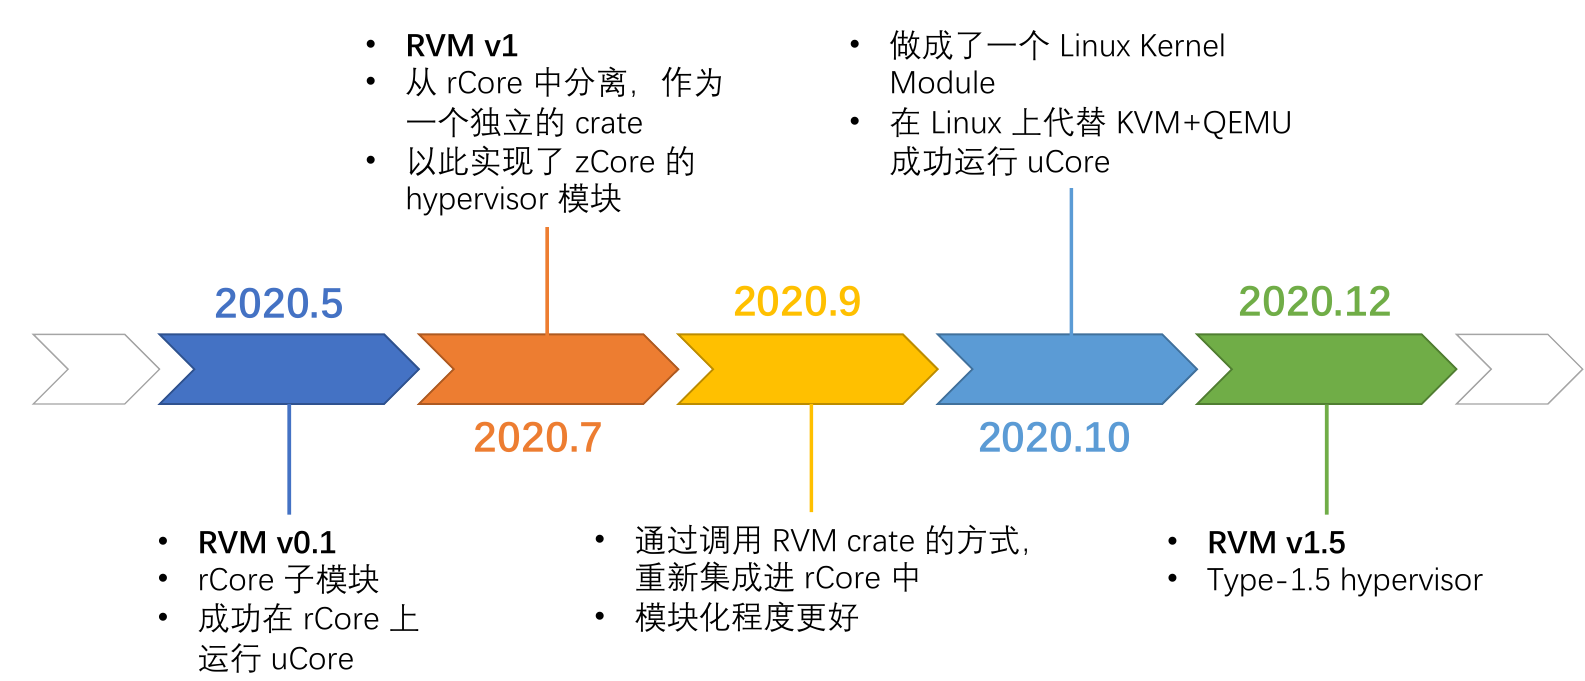 • RVM v1
• 从 rCore 中分离，作为
一个独立的 crate
• 以此实现了 zCore 的
hypervisor 模块
• 做成了一个 Linux Kernel
Module
• 在 Linux 上代替 KVM+QEMU
成功运行 uCore
2020.5
2020.7
2020.9
2020.10
2020.12
• RVM v0.1
• rCore 子模块
• 成功在 rCore 上
运行 uCore
• 通过调用 RVM crate 的方式，
重新集成进 rCore 中
• 模块化程度更好
• RVM v1.5
• Type-1.5 hypervisor